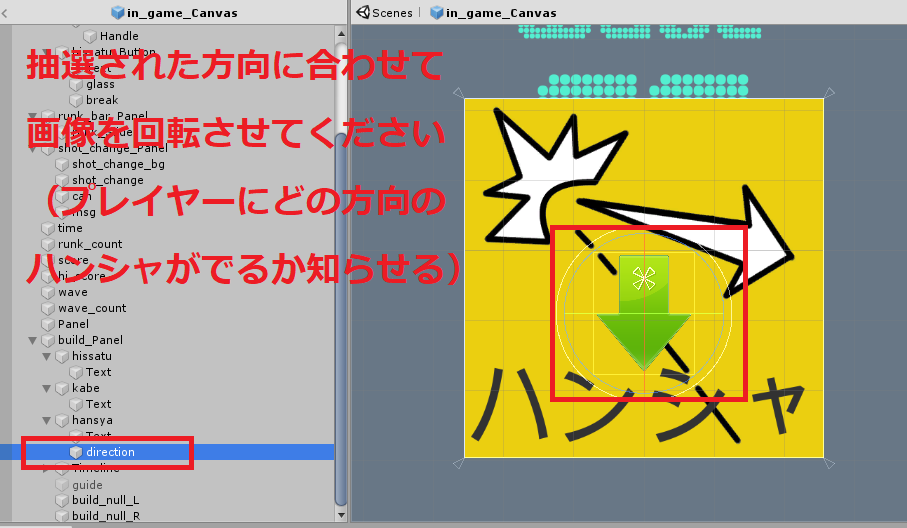 in_game_Canvas
Scenes
in_game_Canvas
Handle
抽選された方向に合わせて
glass
break
画像を回転させてください
shot_change_Panel
shot_change_bg
shot_change
(プレイヤーにどの方向の
msg
time
runk_count
score
ハンシャがでるか知らせる)
hi_score
wave
wave_count
Panel
build_Panel
hissatu
Text
kabe
Text
hansya
Text
direction
Timeline
guide
build_null_L
build_null_R
ハンシャ